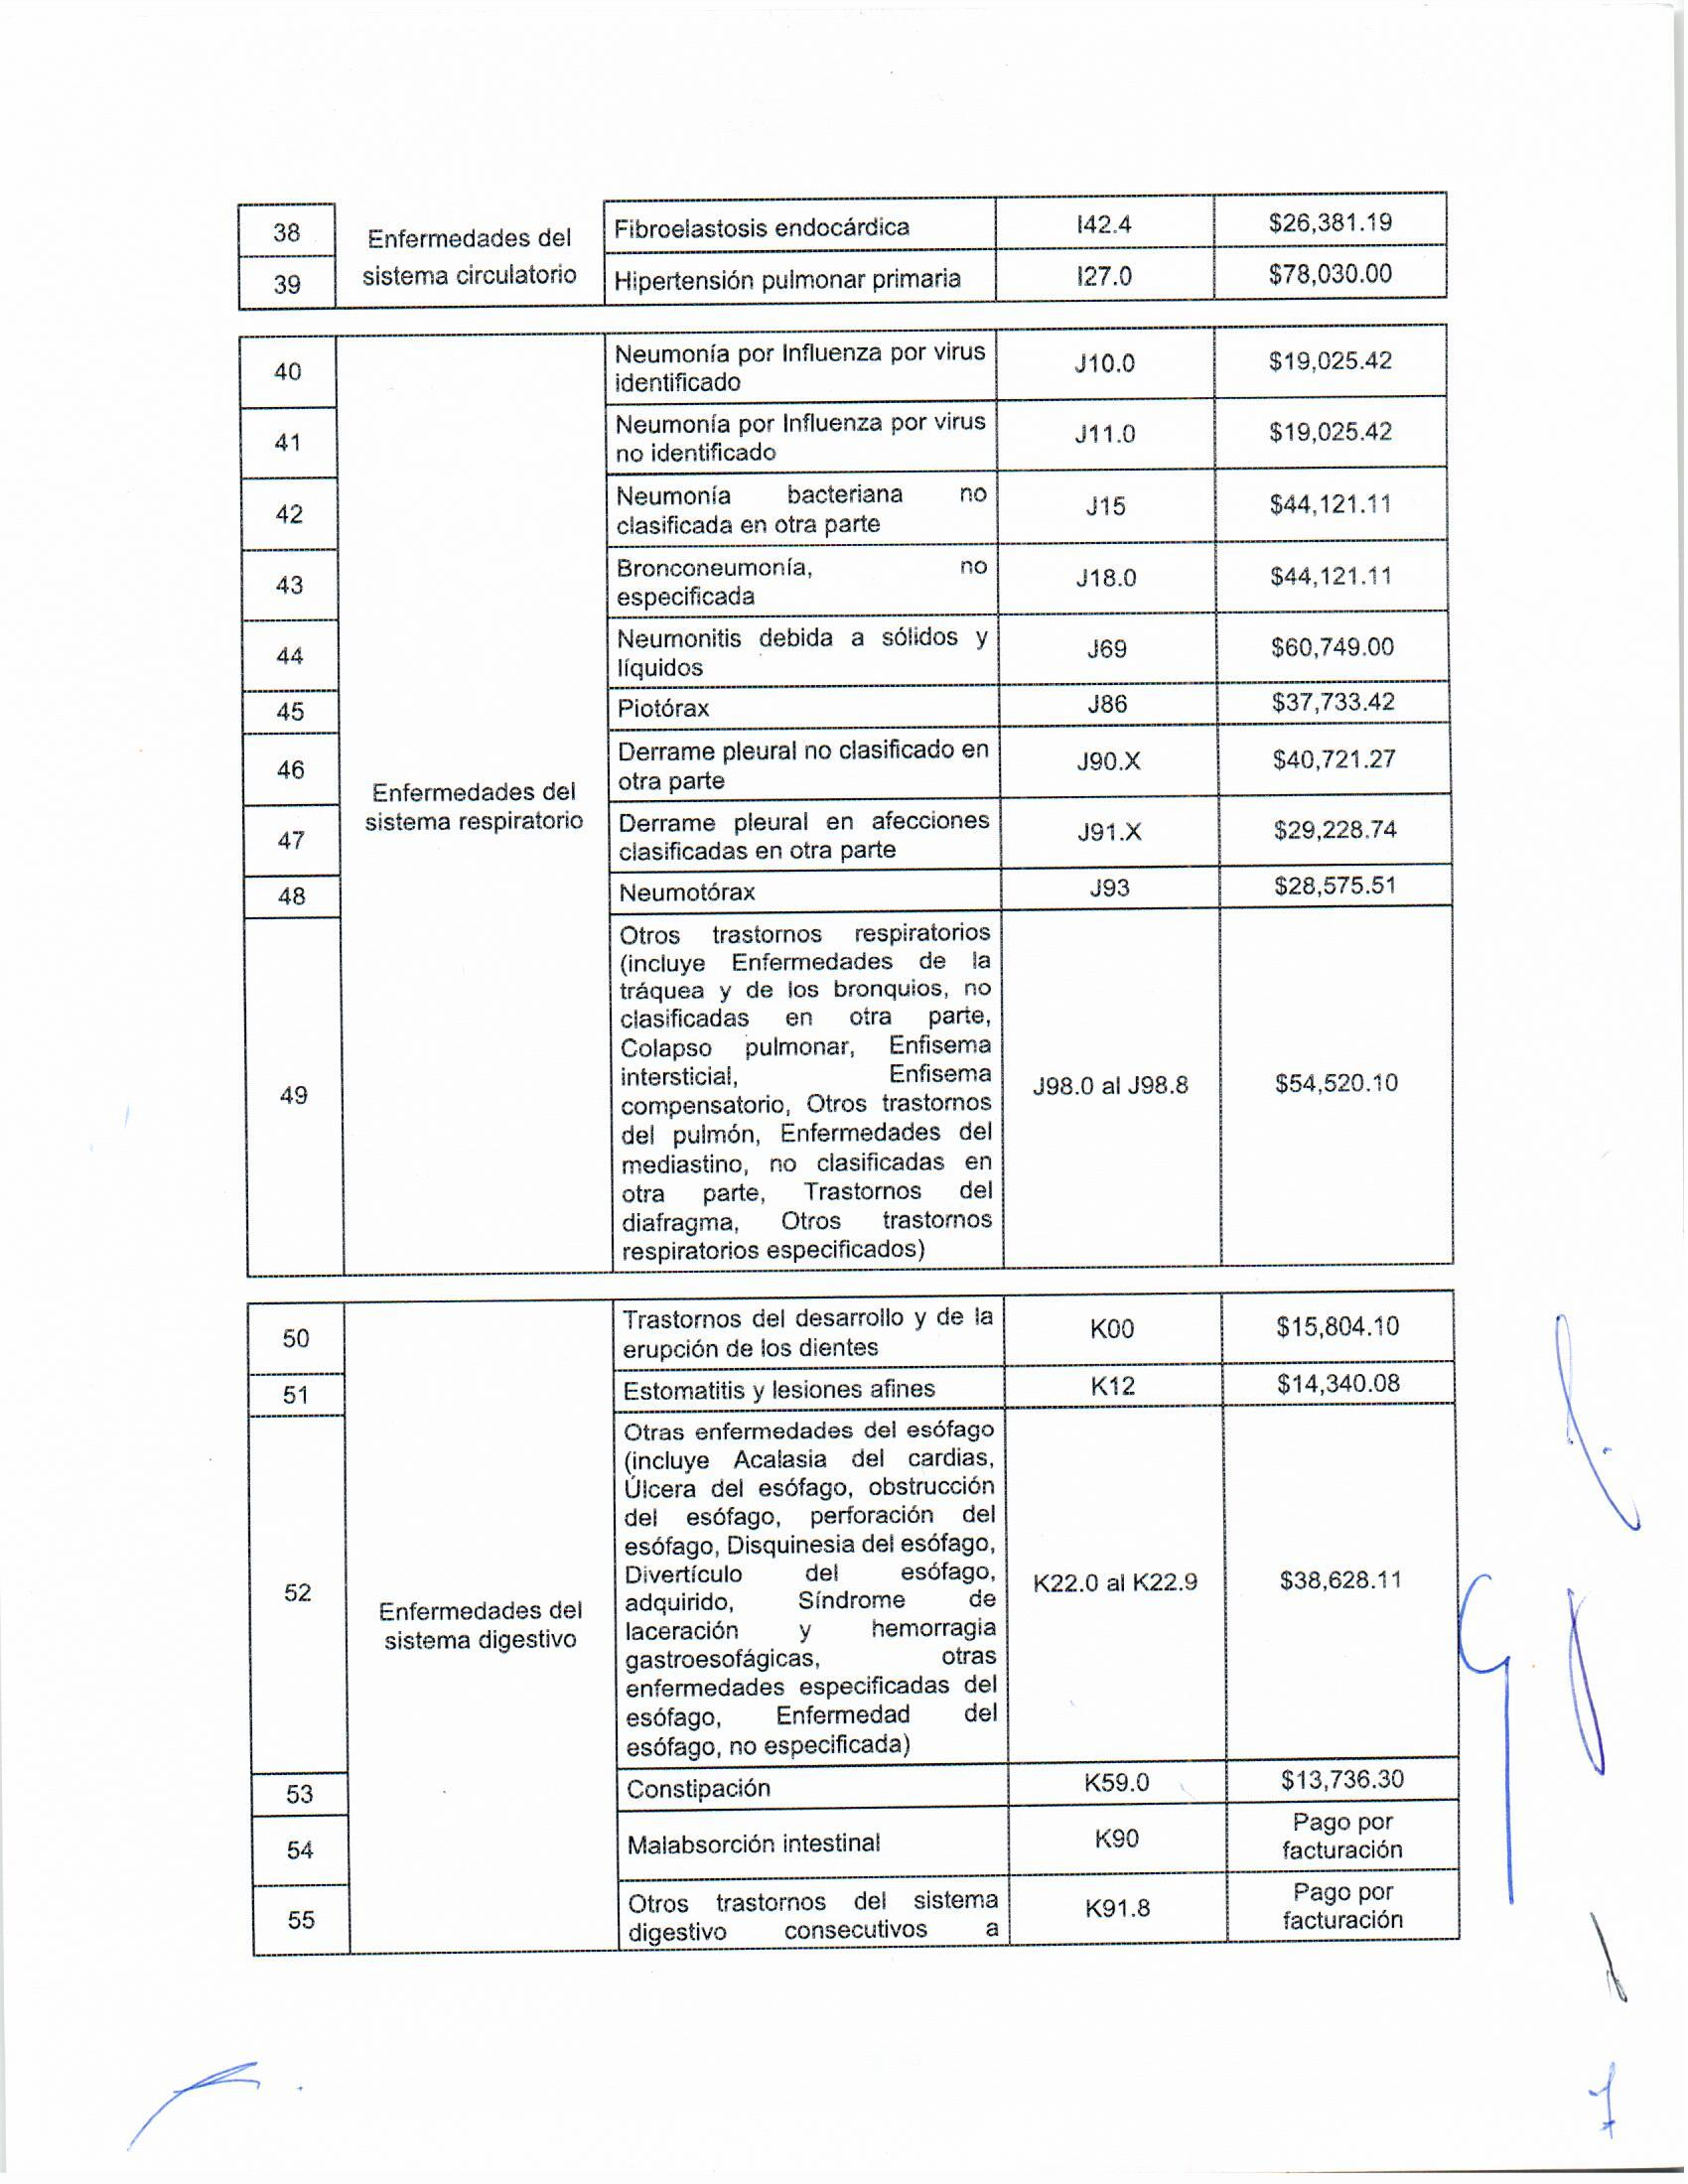 38
Enfermedades del
sistema circulatorio
Fibroelastosis endocárdica
I42.4
$26,381.19
39
Hipertensión pulmonar primaria
I27.0
$78,030.00
40
Enfermedades del
sistema respiratorio
Neumonía por Influenza por virus
identificado
J10.0
$19,025.42
41
Neumonía por Influenza por virus
no identificado
J11.0
$19,025.42
42
Neumonía bacteriana no
clasificada en otra parte
J15
$44,121.11
43
Bronconeumonía, no
especificada
J18.0
$44,121.11
44
Neumonitis debida a sólidos y
líquidos
J69
$60,749.00
45
Piotórax
J86
$37,733.42
46
Derrame pleural no clasificado en
otra parte
J90.X
$40,721.27
47
Derrame pleural en afecciones
clasificadas en otra parte
J91.X
$29,228.74
48
Neumotórax
J93
$28,575.51
49
Otros trastornos respiratorios
(incluye Enfermedades de la
tráquea y de los bronquios, no
clasificadas en otra parte,
Colapso pulmonar, Enfisema
intersticial, Enfisema
compensatorio, Otros trastornos
del pulmón, Enfermedades del
mediastino, no clasificadas en
otra parte, Trastornos del
diafragma, Otros trastornos
respiratorios especificados)
J98.0 al J98.8
$54,520.10
50
Enfermedades del
sistema digestivo
Trastornos del desarrollo y de la
erupción de los dientes
K00
$15,804.10
51
Estomatitis y lesiones afines
K12
$14,340.08
52
Otras enfermedades del esófago
(incluye Acalasia del cardias,
Úlcera del esófago, obstrucción
del esófago, perforación del
esófago, Disquinesia del esófago,
Divertículo del esófago,
adquirido, Síndrome de
laceración y hemorragia
gastroesofágicas, otras
enfermedades especificadas del
esófago, Enfermedad del
esófago, no especificada)
K22.0 al K22.9
$38,628.11
53
Constipación
K59.0
$13,736.30
54
Malabsorción intestinal
K90
Pago por
facturación
55
Otros trastornos del sistema
digestivo consecutivos a
K91.8
Pago por
facturación